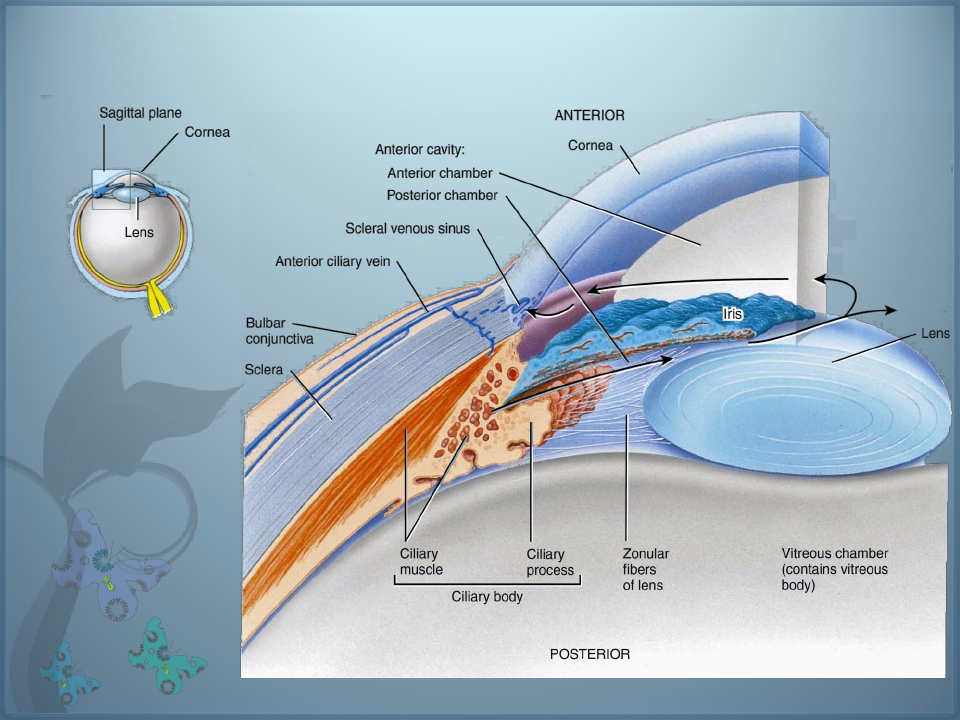 Sagittal plane
Cornea
Lens
ANTERIOR
Cornea
Anterior cavity:
Anterior chamber
Posterior chamber
Scleral venous sinus
Anterior ciliary vein
Bulbar
conjunctiva
Sclera
Iris
Lens
Ciliary
muscle
Ciliary
process
Ciliary body
Zonular
fibers
of lens
Vitreous chamber
(contains vitreous
body)
POSTERIOR